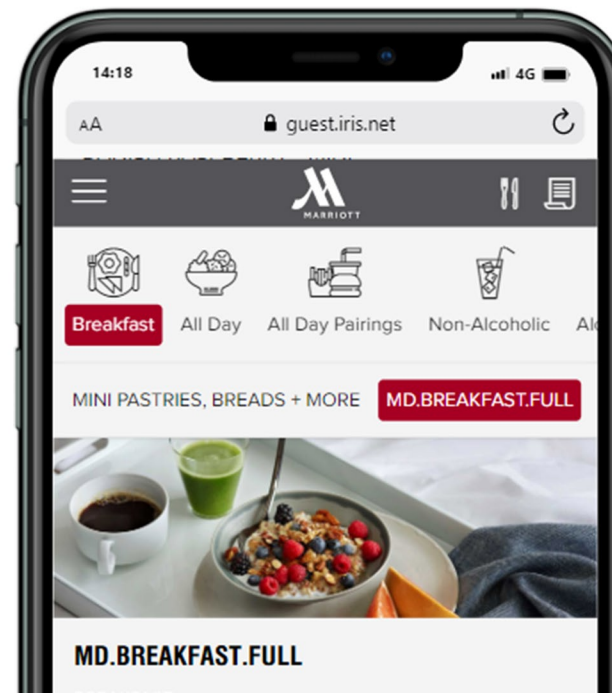 14:18
4G
AA
guest.iris.net
MARRIOTT
Breakfast
All Day
All Day Pairings
Non-Alcoholic
MINI PASTRIES, BREADS + MORE
MD.BREAKFAST.FULL
MD.BREAKFAST.FULL